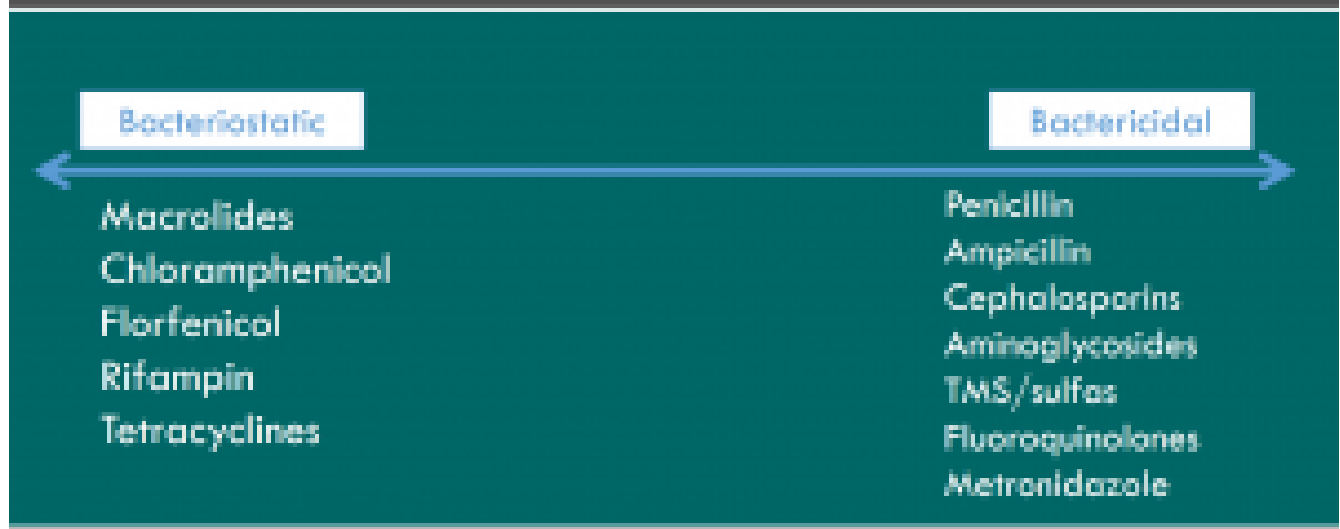 Bacteriostatic
Bactericidal
Macrolides
Chloramphenicol
Florfenicol
Rifampin
Tetracyclines
Penicillin
Ampicillin
Cephalosporins
Aminoglycosides
TMS/sulfas
Fluoroquinolones
Metronidazole